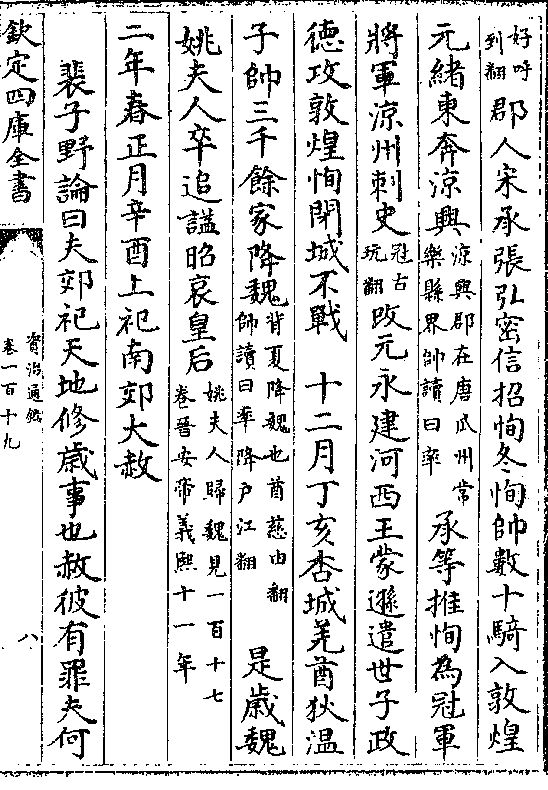 好呼到翻郡人宋承張弘密信招恂冬恂帥數十騎入敦煌
元緒東奔涼興涼興郡在唐瓜州常樂縣界帥讀曰率承等推恂為冠軍
將軍涼州刺史冠古玩翻改元永建河西王蒙遜遣世子政
德攻敦煌恂閉城不戰　十二月丁亥杏城羌酋狄温
子帥三千餘家降魏背夏降魏也酋慈由翻帥讀曰率降户江翻是歲魏
姚夫人卒追諡昭哀皇后姚夫人歸魏見一百十七卷晉安帝義熙十一年
二年春正月辛酉上祀南郊大赦
裴子野論曰夫郊祀天地修歲事也赦彼有罪夫何
欽定四庫全書
資治通鑑
卷一百十九
八